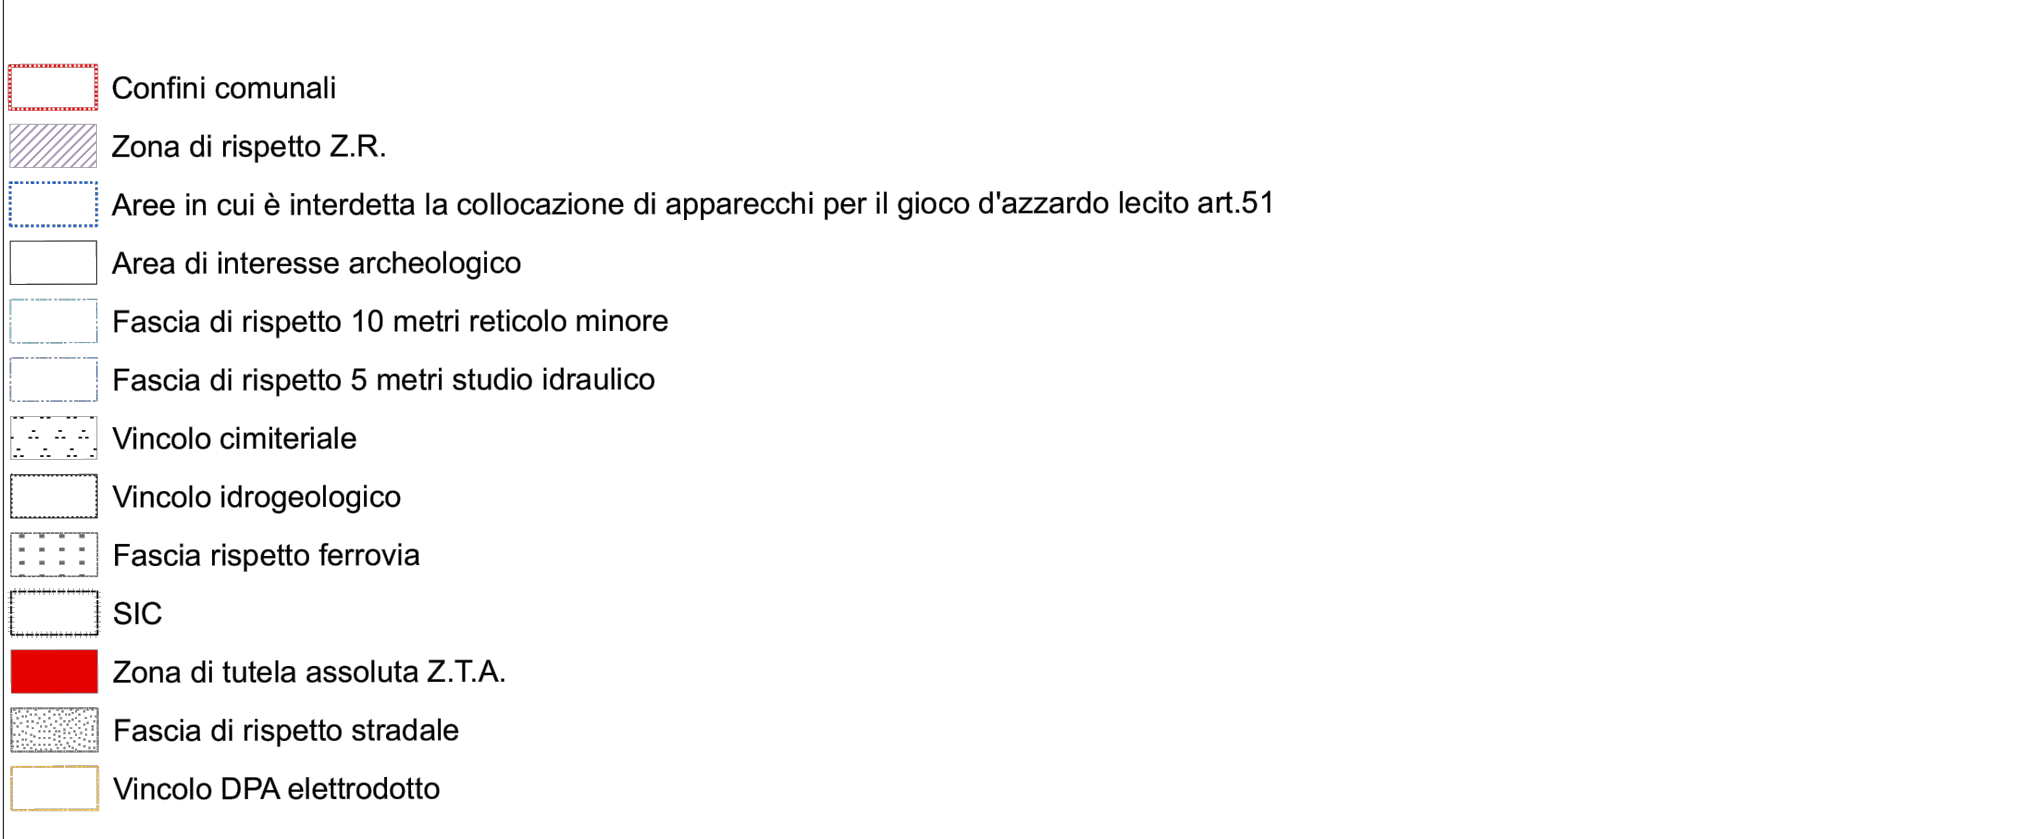 Confini comunali
Zona di rispetto Z.R.
Aree in cui è interdetta la collocazione di apparecchi per il gioco d'azzardo lecito art.51
Area di interesse archeologico
Fascia di rispetto 10 metri reticolo minore
Fascia di rispetto 5 metri studio idraulico
Vincolo cimiteriale
Vincolo idrogeologico
Fascia rispetto ferrovia
SIC
Zona di tutela assoluta Z.T.A.
Fascia di rispetto stradale
Vincolo DPA elettrodotto